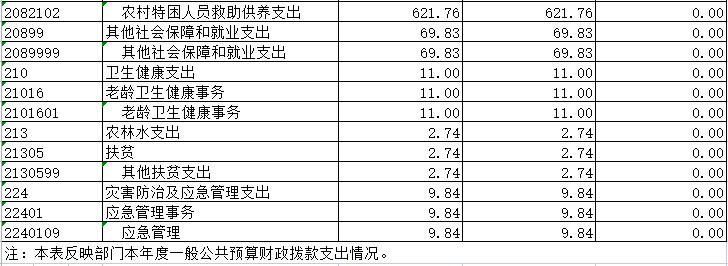 2082102 农村特困人员救助供养支出 621.76 621.76 0.00
20899 其他社会保障和就业支出 69.83 69.83 0.00
2089999 其他社会保障和就业支出 69.83 69.83 0.00
210 卫生健康支出 11.00 11.00 0.00
21016 老龄卫生健康事务 11.00 11.00 0.00
2101601 老龄卫生健康事务 11.00 11.00 0.00
213 农林水支出 2.74 2.74 0.00
21305 扶贫 2.74 2.74 0.00
2130599 其他扶贫支出 2.74 2.74 0.00
224 灾害防治及应急管理支出 9.84 9.84 0.00
22401 应急管理事务 9.84 9.84 0.00
2240109 应急管理 9.84 9.84 0.00
注：本表反映部门本年度一般公共预算财政拨款支出情况。